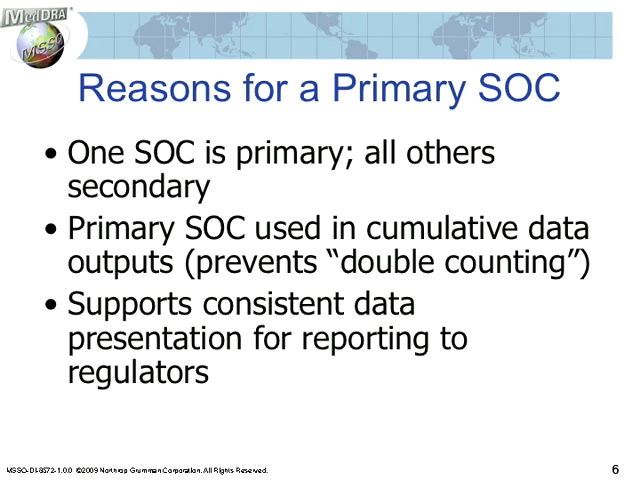 MedDRA
MSSO
Reasons for a Primary SOC
• One SOC is primary; all others
secondary
• Primary SOC used in cumulative data
outputs (prevents “double counting”)
• Supports consistent data
presentation for reporting to
regulators
MSSO-DI-8572-1.0.0 ©2009 Northrop Grumman Corporation. All Rights Reserved.
6